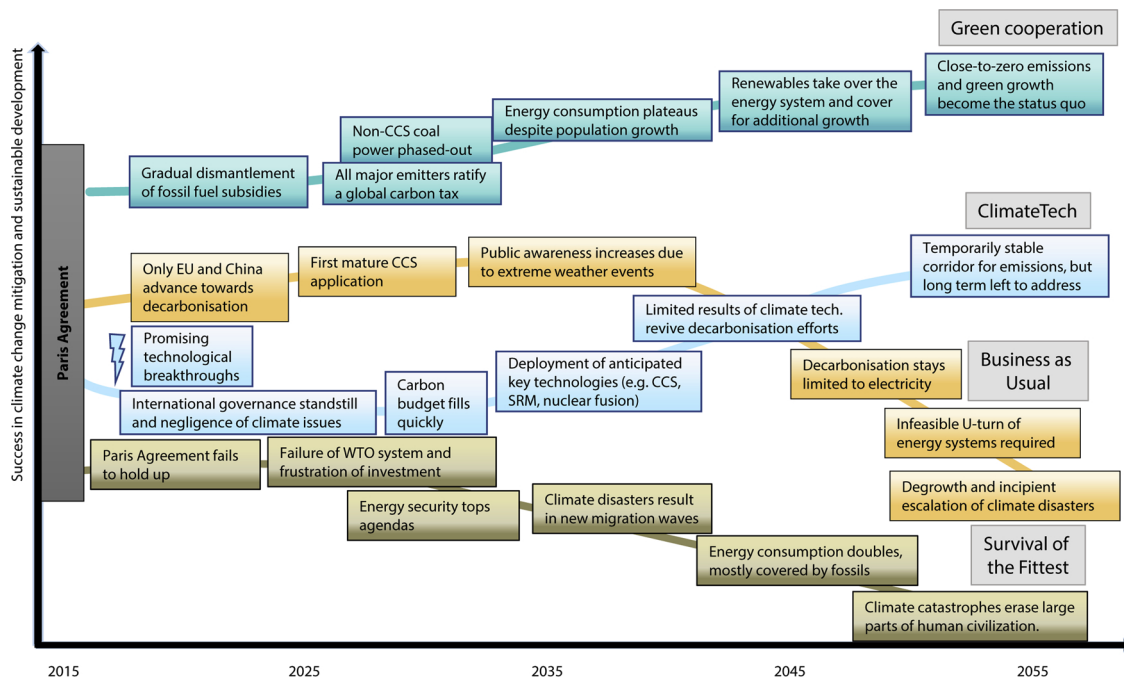 Success in climate change mitigation and sustainable development
Paris Agreement
Green cooperation
Gradual dismantlement
of fossil fuel subsidies
Non-CCS coal
power phased-out
All major emitters ratify
a global carbon tax
Energy consumption plateaus
despite population growth
Renewables take over the
energy system and cover
for additional growth
Close-to-zero emissions
and green growth
become the status quo
ClimateTech
Promising
technological
breakthroughs
International governance standstill
and negligence of climate issues
Carbon
budget fills
quickly
Deployment of anticipated
key technologies (e.g. CCS,
SRM, nuclear fusion)
Limited results of climate tech.
revive decarbonisation efforts
Temporarily stable
corridor for emissions, but
long term left to address
Business as
Usual
Only EU and China
advance towards
decarbonisation
First mature CCS
application
Public awareness increases due
to extreme weather events
Decarbonisation stays
limited to electricity
Infeasible U-turn of
energy systems required
Degrowth and incipient
escalation of climate disasters
Survival of
the Fittest
Paris Agreement fails
to hold up
Failure of WTO system and
frustration of investment
Energy security tops
agendas
Climate disasters result
in new migration waves
Energy consumption doubles,
mostly covered by fossils
Climate catastrophes erase large
parts of human civilization.
2015
2025
2035
2045
2055